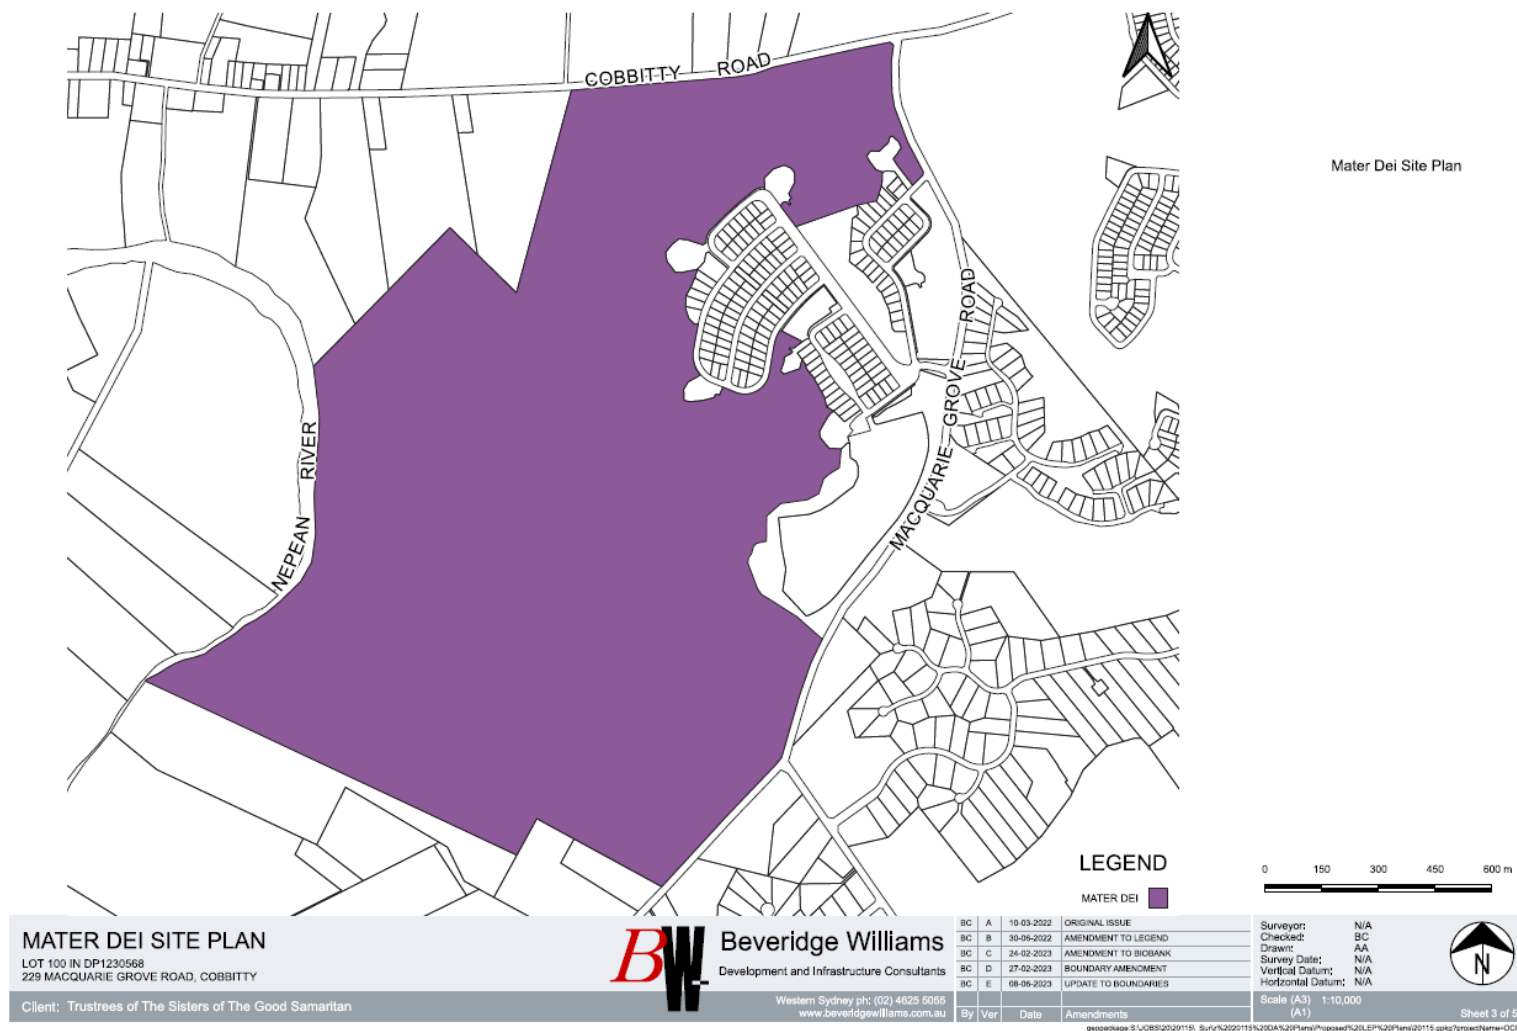 COBBITTY ROAD
Mater Dei Site Plan
MACQUARIE GROVE ROAD
NEPEAN RIVER
LEGEND
MATER DEI
0 150 300 450 600 m
MATER DEI SITE PLAN
LOT 100 IN DP1230568
229 MACQUARIE GROVE ROAD, COBBITTY
Client: Trustees of The Sisters of The Good Samaritan
BW
Beveridge Williams
Development and Infrastructure Consultants
Western Sydney ph: (02) 4625 5055
www.beveridgewilliams.com.au
BC A 10-03-2022 ORIGINAL ISSUE
BC B 30-06-2022 AMENDMENT TO LEGEND
BC C 24-02-2023 AMENDMENT TO BIOBANK
BC D 27-02-2023 BOUNDARY AMENDMENT
BC E 08-06-2023 UPDATE TO BOUNDARIES
By Ver Date Amendments
Surveyor: N/A
Checked: BC
Drawn: AA
Survey Date: N/A
Vertical Datum: N/A
Horizontal Datum: N/A
Scale (A3) 1:10,000
(A1)
N
Sheet 3 of 5